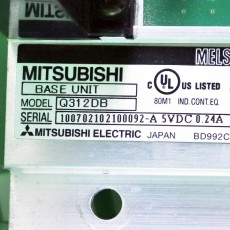 MELS
MITSUBISHI
BASE UNIT
c UL US LISTED
MODEL Q312DB
80M1 IND.CONT.EQ.
SERIAL 100702102100092-A 5VDC 0.24A
MITSUBISHI ELECTRIC JAPAN BD992C